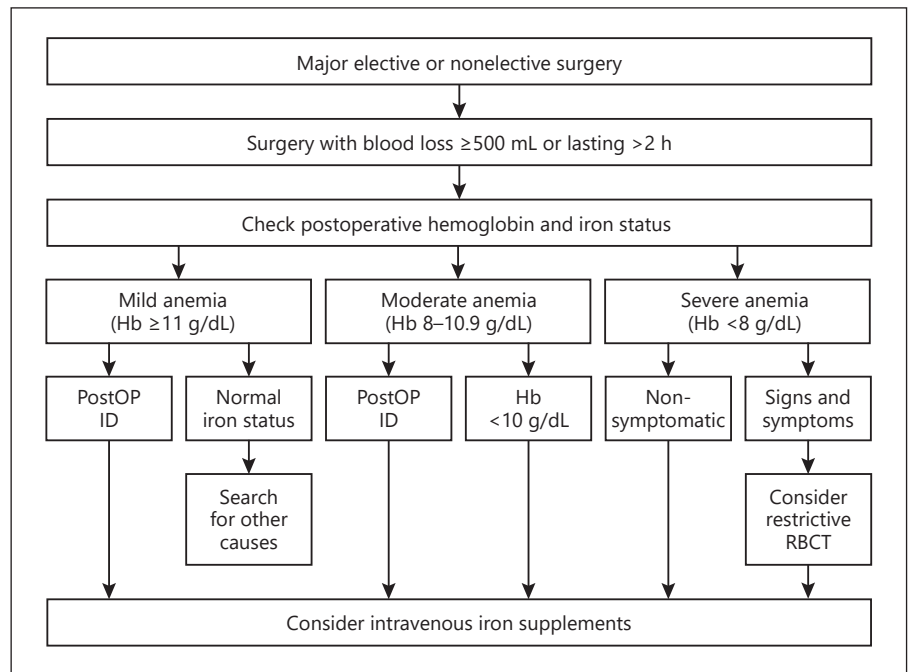 Major elective or nonelective surgery
Surgery with blood loss ≥500 mL or lasting >2 h
Check postoperative hemoglobin and iron status
Mild anemia
(Hb ≥11 g/dL)
Moderate anemia
(Hb 8–10.9 g/dL)
Severe anemia
(Hb <8 g/dL)
PostOP
ID
Normal
iron status
PostOP
ID
Hb
<10 g/dL
Non-
symptomatic
Signs and
symptoms
Search
for other
causes
Consider
restrictive
RBCT
Consider intravenous iron supplements